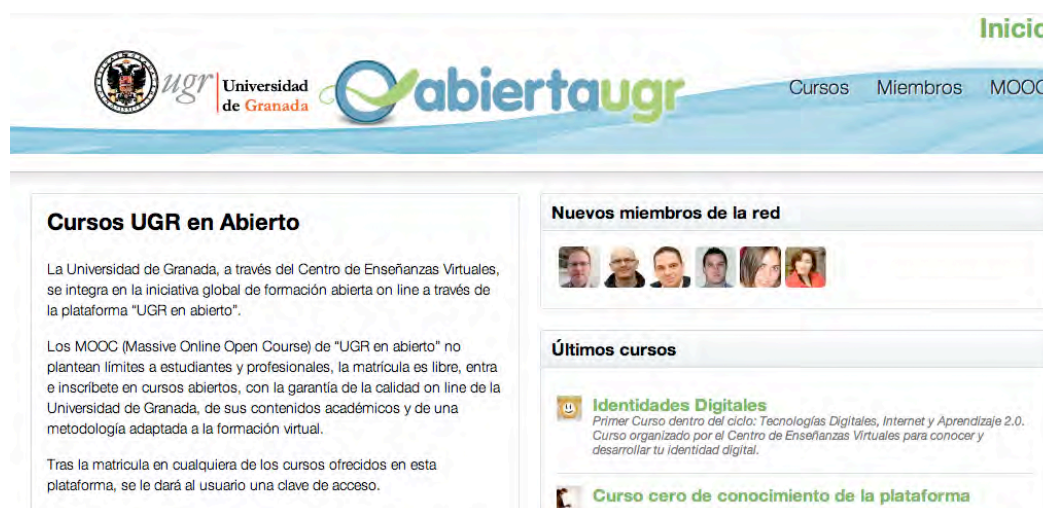 Inicio
ugr Universidad
de Granada
abiertaugr
Cursos Miembros MOOC
Cursos UGR en Abierto
La Universidad de Granada, a través del Centro de Enseñanzas Virtuales,
se integra en la iniciativa global de formación abierta on line a través de
la plataforma “UGR en abierto”.
Los MOOC (Massive Online Open Course) de “UGR en abierto” no
plantean límites a estudiantes y profesionales, la matrícula es libre, entra
e inscríbete en cursos abiertos, con la garantía de la calidad on line de la
Universidad de Granada, de sus contenidos académicos y de una
metodología adaptada a la formación virtual.
Tras la matricula en cualquiera de los cursos ofrecidos en esta
plataforma, se le dará al usuario una clave de acceso.
Nuevos miembros de la red
Últimos cursos
Identidades Digitales
Primer Curso dentro del ciclo: Tecnologías Digitales, Internet y Aprendizaje 2.0.
Curso organizado por el Centro de Enseñanzas Virtuales para conocer y
desarrollar tu identidad digital.
Curso cero de conocimiento de la plataforma